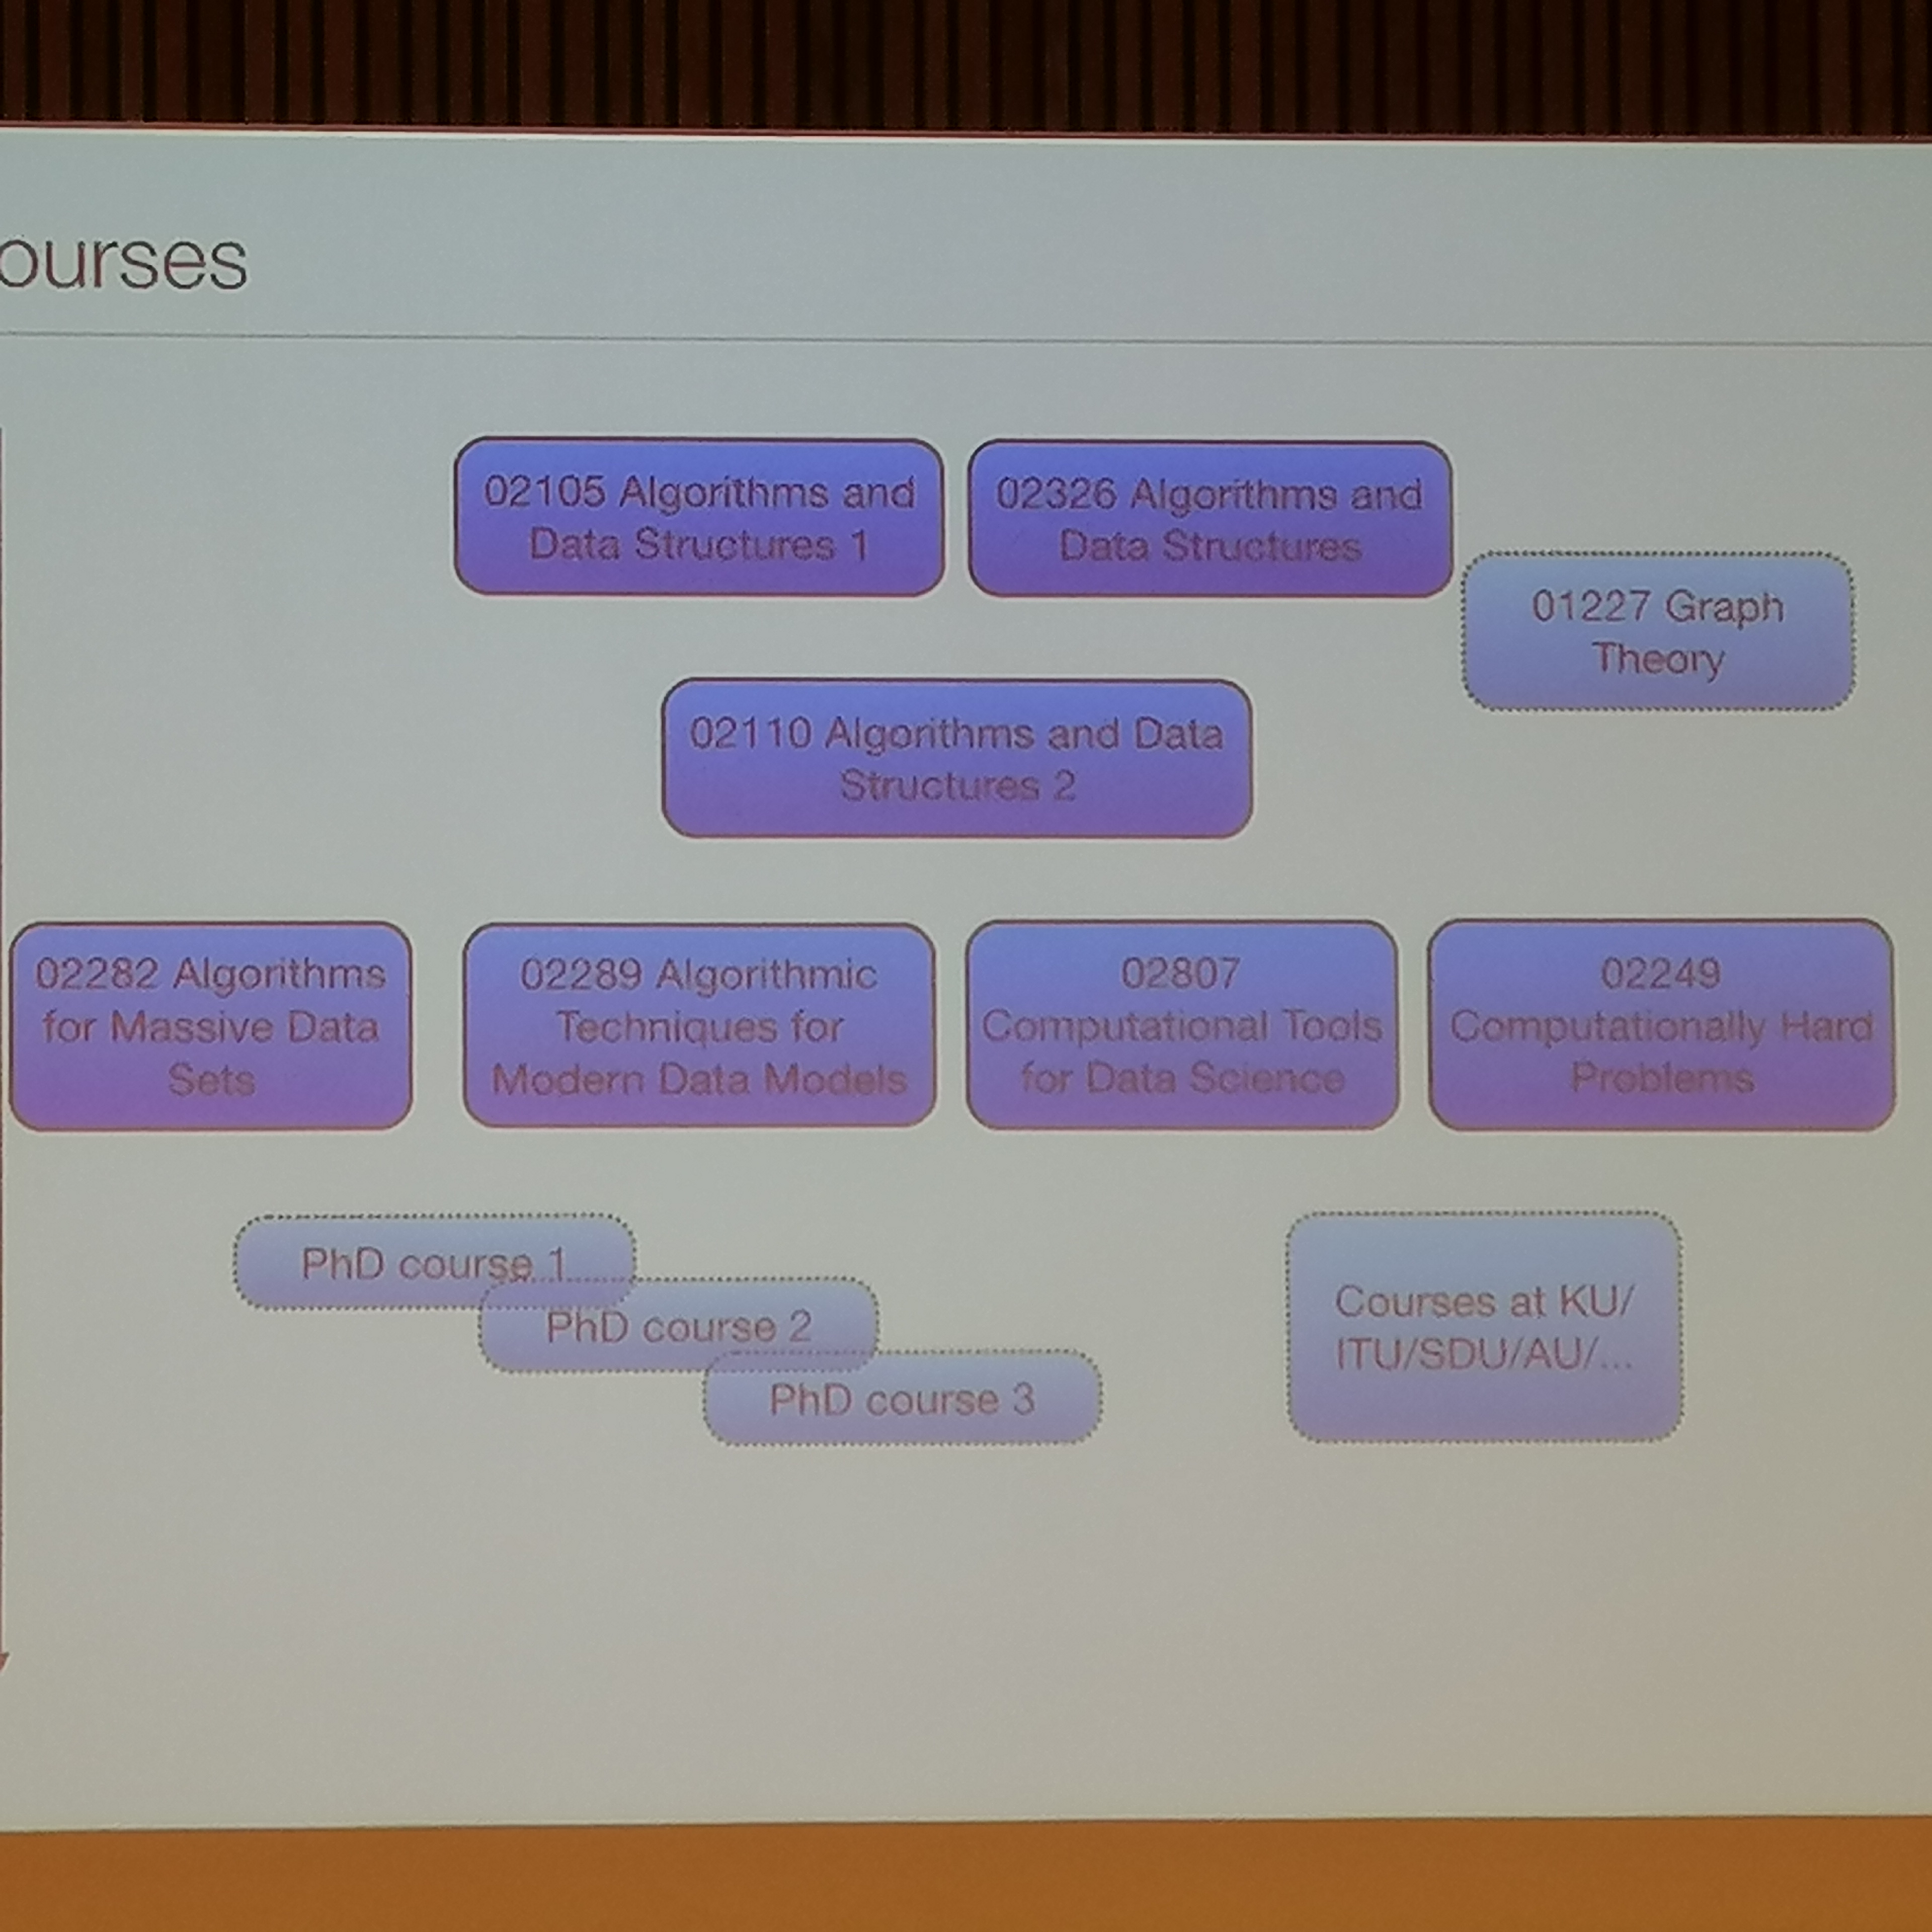 ourses
02105 Algorithms and
Data Structures 1
02326 Algorithms and
Data Structures
01227 Graph
Theory
02110 Algorithms and Data
Structures 2
02282 Algorithms
for Massive Data
Sets
02289 Algorithmic
Techniques for
Modern Data Models
02807
Computational Tools
for Data Science
02249
Computationally Hard
Problems
PhD course 1
PhD course 2
PhD course 3
Courses at KU/
ITU/SDU/AU/...